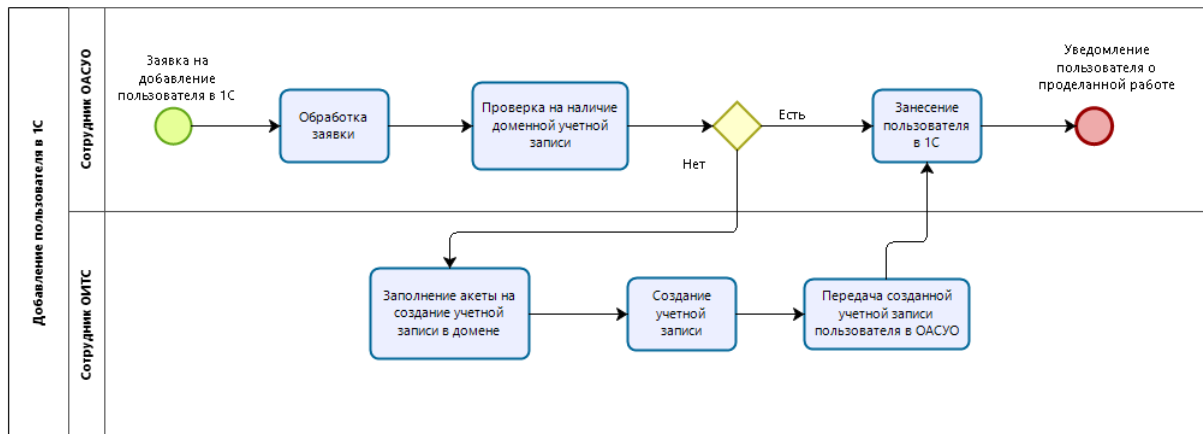 Добавление пользователя в 1С
Сотрудник ОАСУО
Заявка на
добавление
пользователя в 1С
Обработка
заявки
Проверка на наличие
доменной учетной
записи
Есть
Нет
Занесение
пользователя
в 1С
Уведомление
пользователя о
проделанной работе
Сотрудник ОИТС
Заполнение акеты на
создание учетной
записи в домене
Создание
учетной
записи
Передача созданной
учетной записи
пользователя в ОАСУО